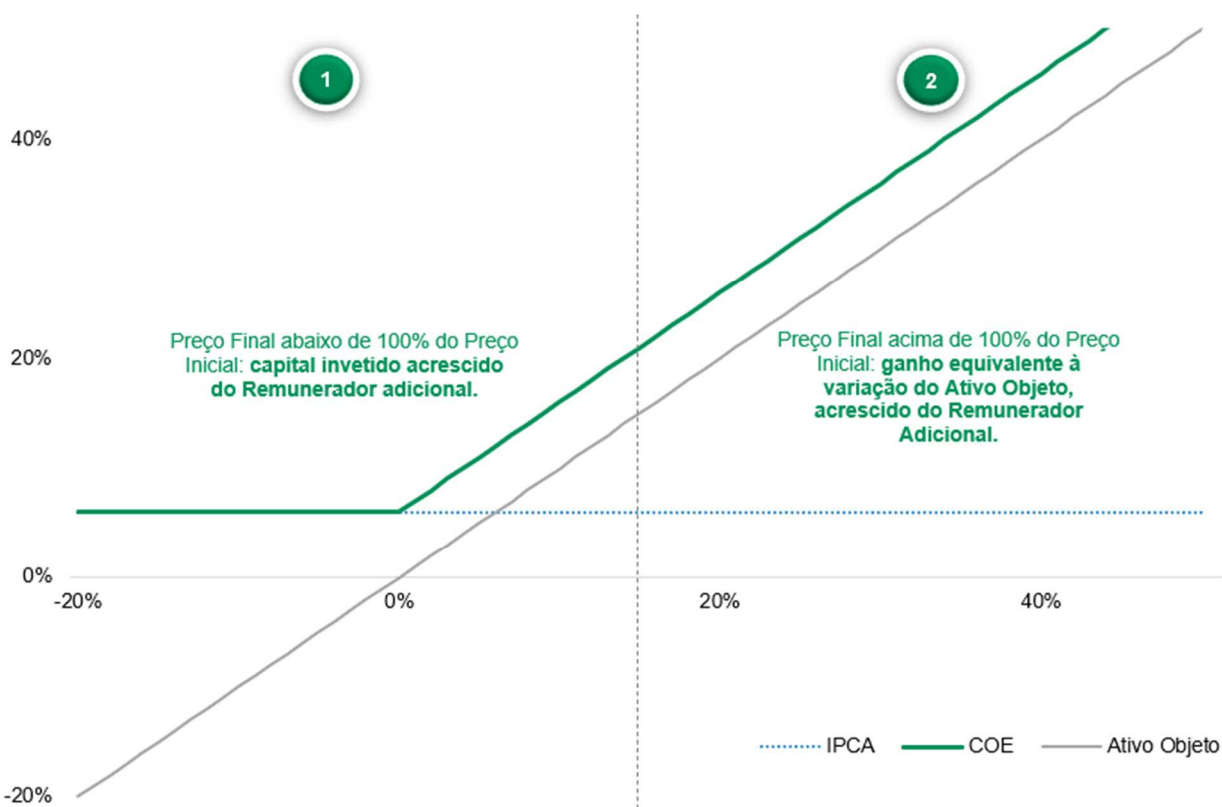 1
2
40%
Preço Final abaixo de 100% do Preço
Inicial: capital invetido acrescido
do Remunerador adicional.
Preço Final acima de 100% do Preço
Inicial: ganho equivalente à
variação do Ativo Objeto,
acrescido do Remunerador
Adicional.
20%
0%
-20%
0%
20%
40%
IPCA
COE
Ativo Objeto
-20%